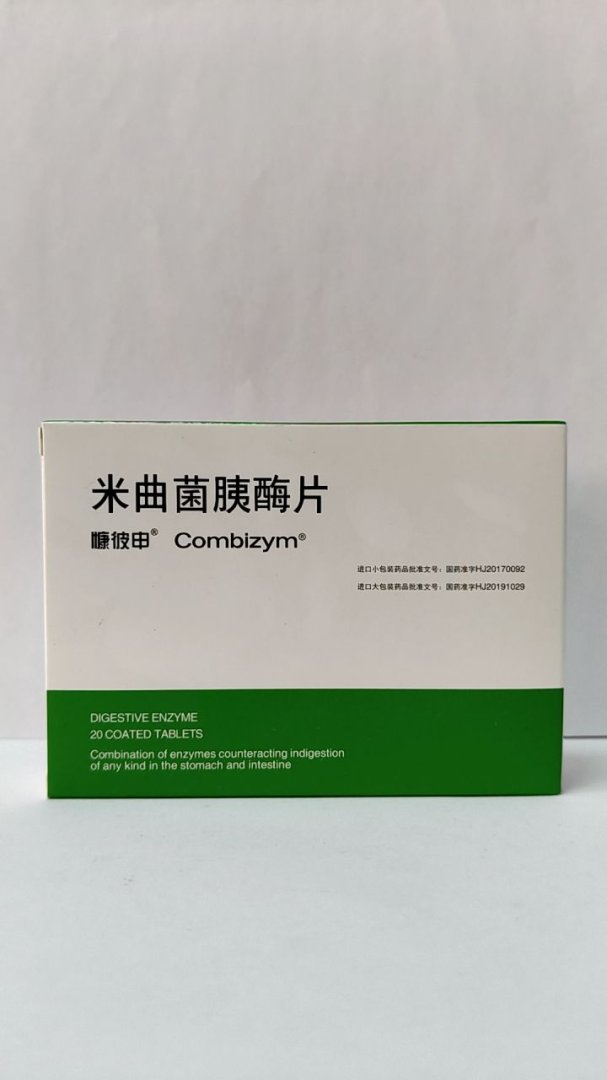 米曲菌胰酶片
慷彼申® Combizym®
进口小包装药品批准文号：国药准字HJ20170092
进口大包装药品批准文号：国药准字HJ20191029
DIGESTIVE ENZYME
20 COATED TABLETS
Combination of enzymes counteracting indigestion
of any kind in the stomach and intestine